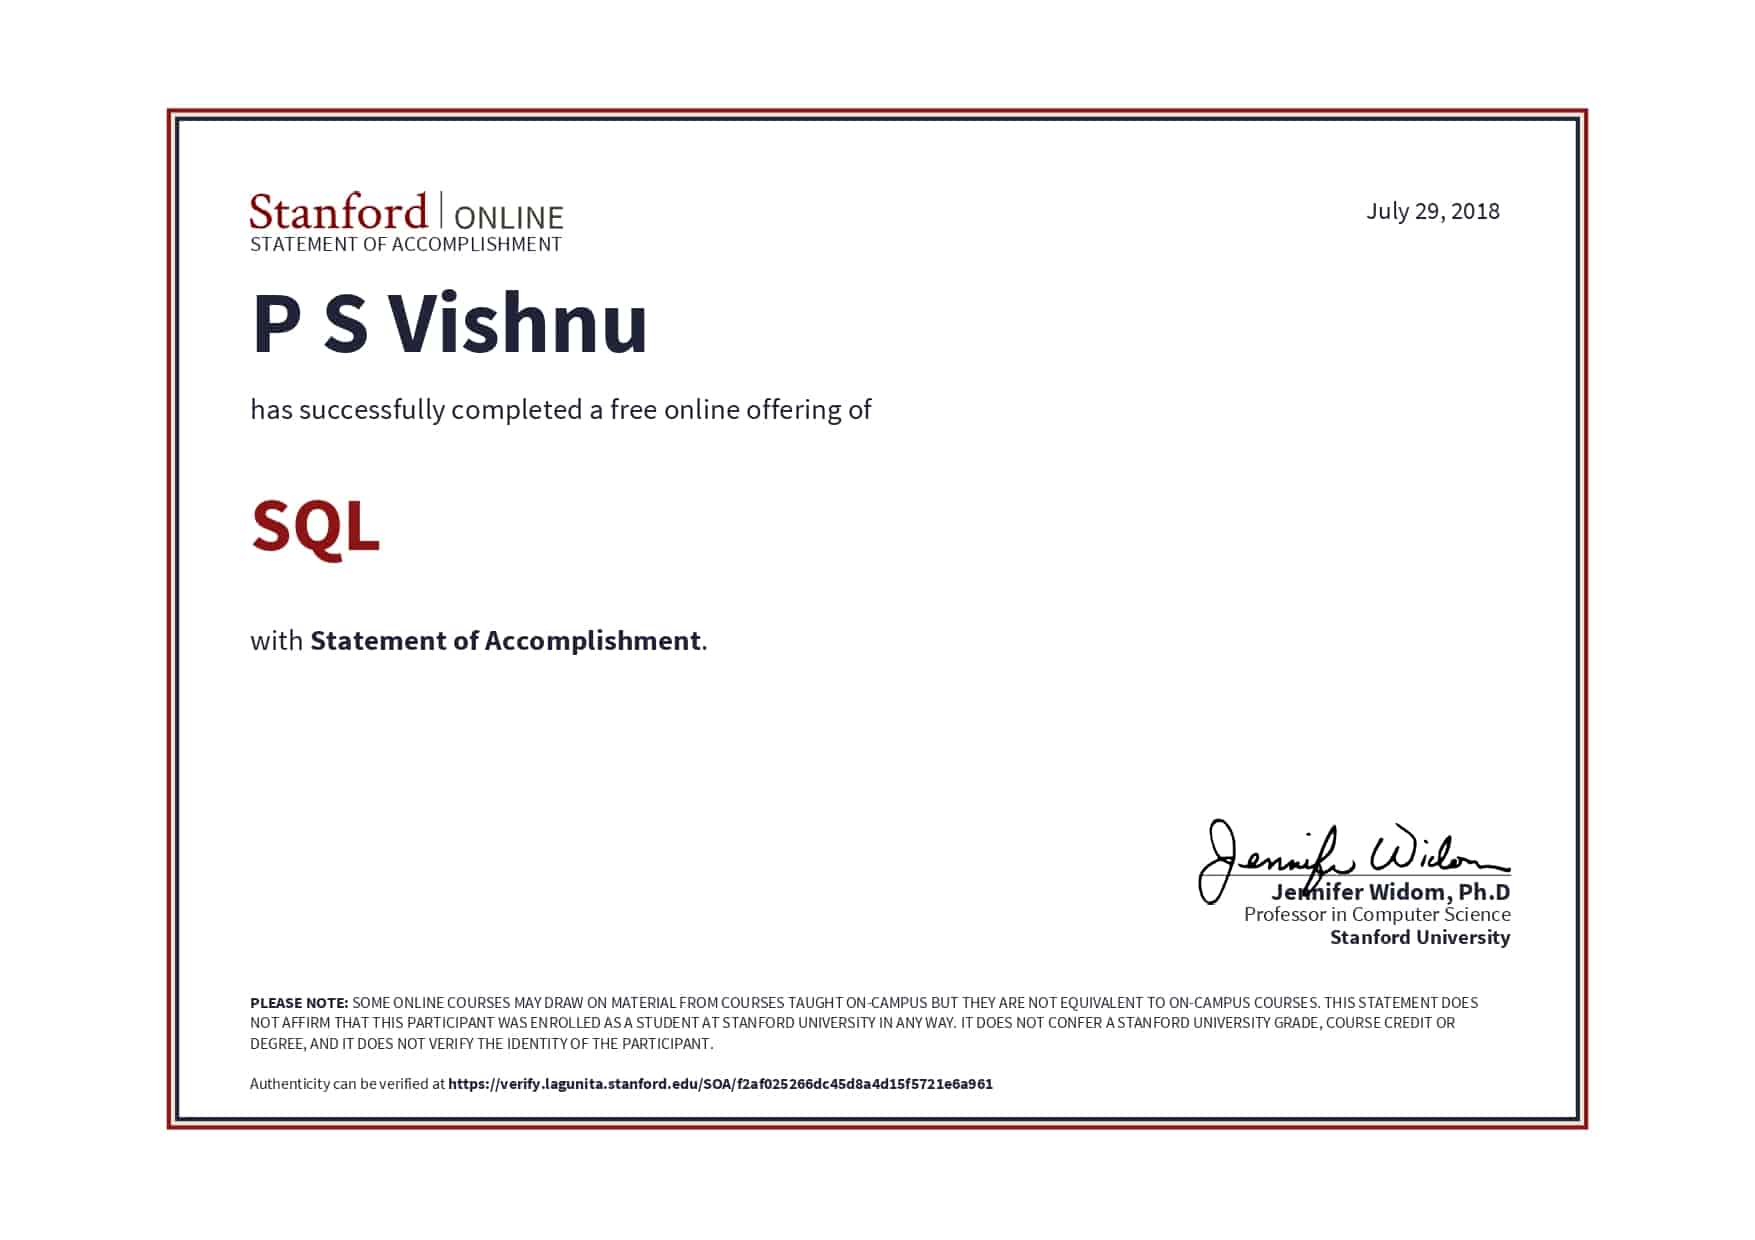 Stanford | ONLINE
July 29, 2018
STATEMENT OF ACCOMPLISHMENT
P S Vishnu
has successfully completed a free online offering of
SQL
with Statement of Accomplishment.
Jennifer Widom
Jennifer Widom, Ph.D
Professor in Computer Science
Stanford University
PLEASE NOTE: SOME ONLINE COURSES MAY DRAW ON MATERIAL FROM COURSES TAUGHT ON-CAMPUS BUT THEY ARE NOT EQUIVALENT TO ON-CAMPUS COURSES. THIS STATEMENT DOES
NOT AFFIRM THAT THIS PARTICIPANT WAS ENROLLED AS A STUDENT AT STANFORD UNIVERSITY IN ANY WAY. IT DOES NOT CONFER A STANFORD UNIVERSITY GRADE, COURSE CREDIT OR
DEGREE, AND IT DOES NOT VERIFY THE IDENTITY OF THE PARTICIPANT.
Authenticity can be verified at https://verify.lagunita.stanford.edu/SOA/f2af025266dc45d8a4d15f5721e6a961